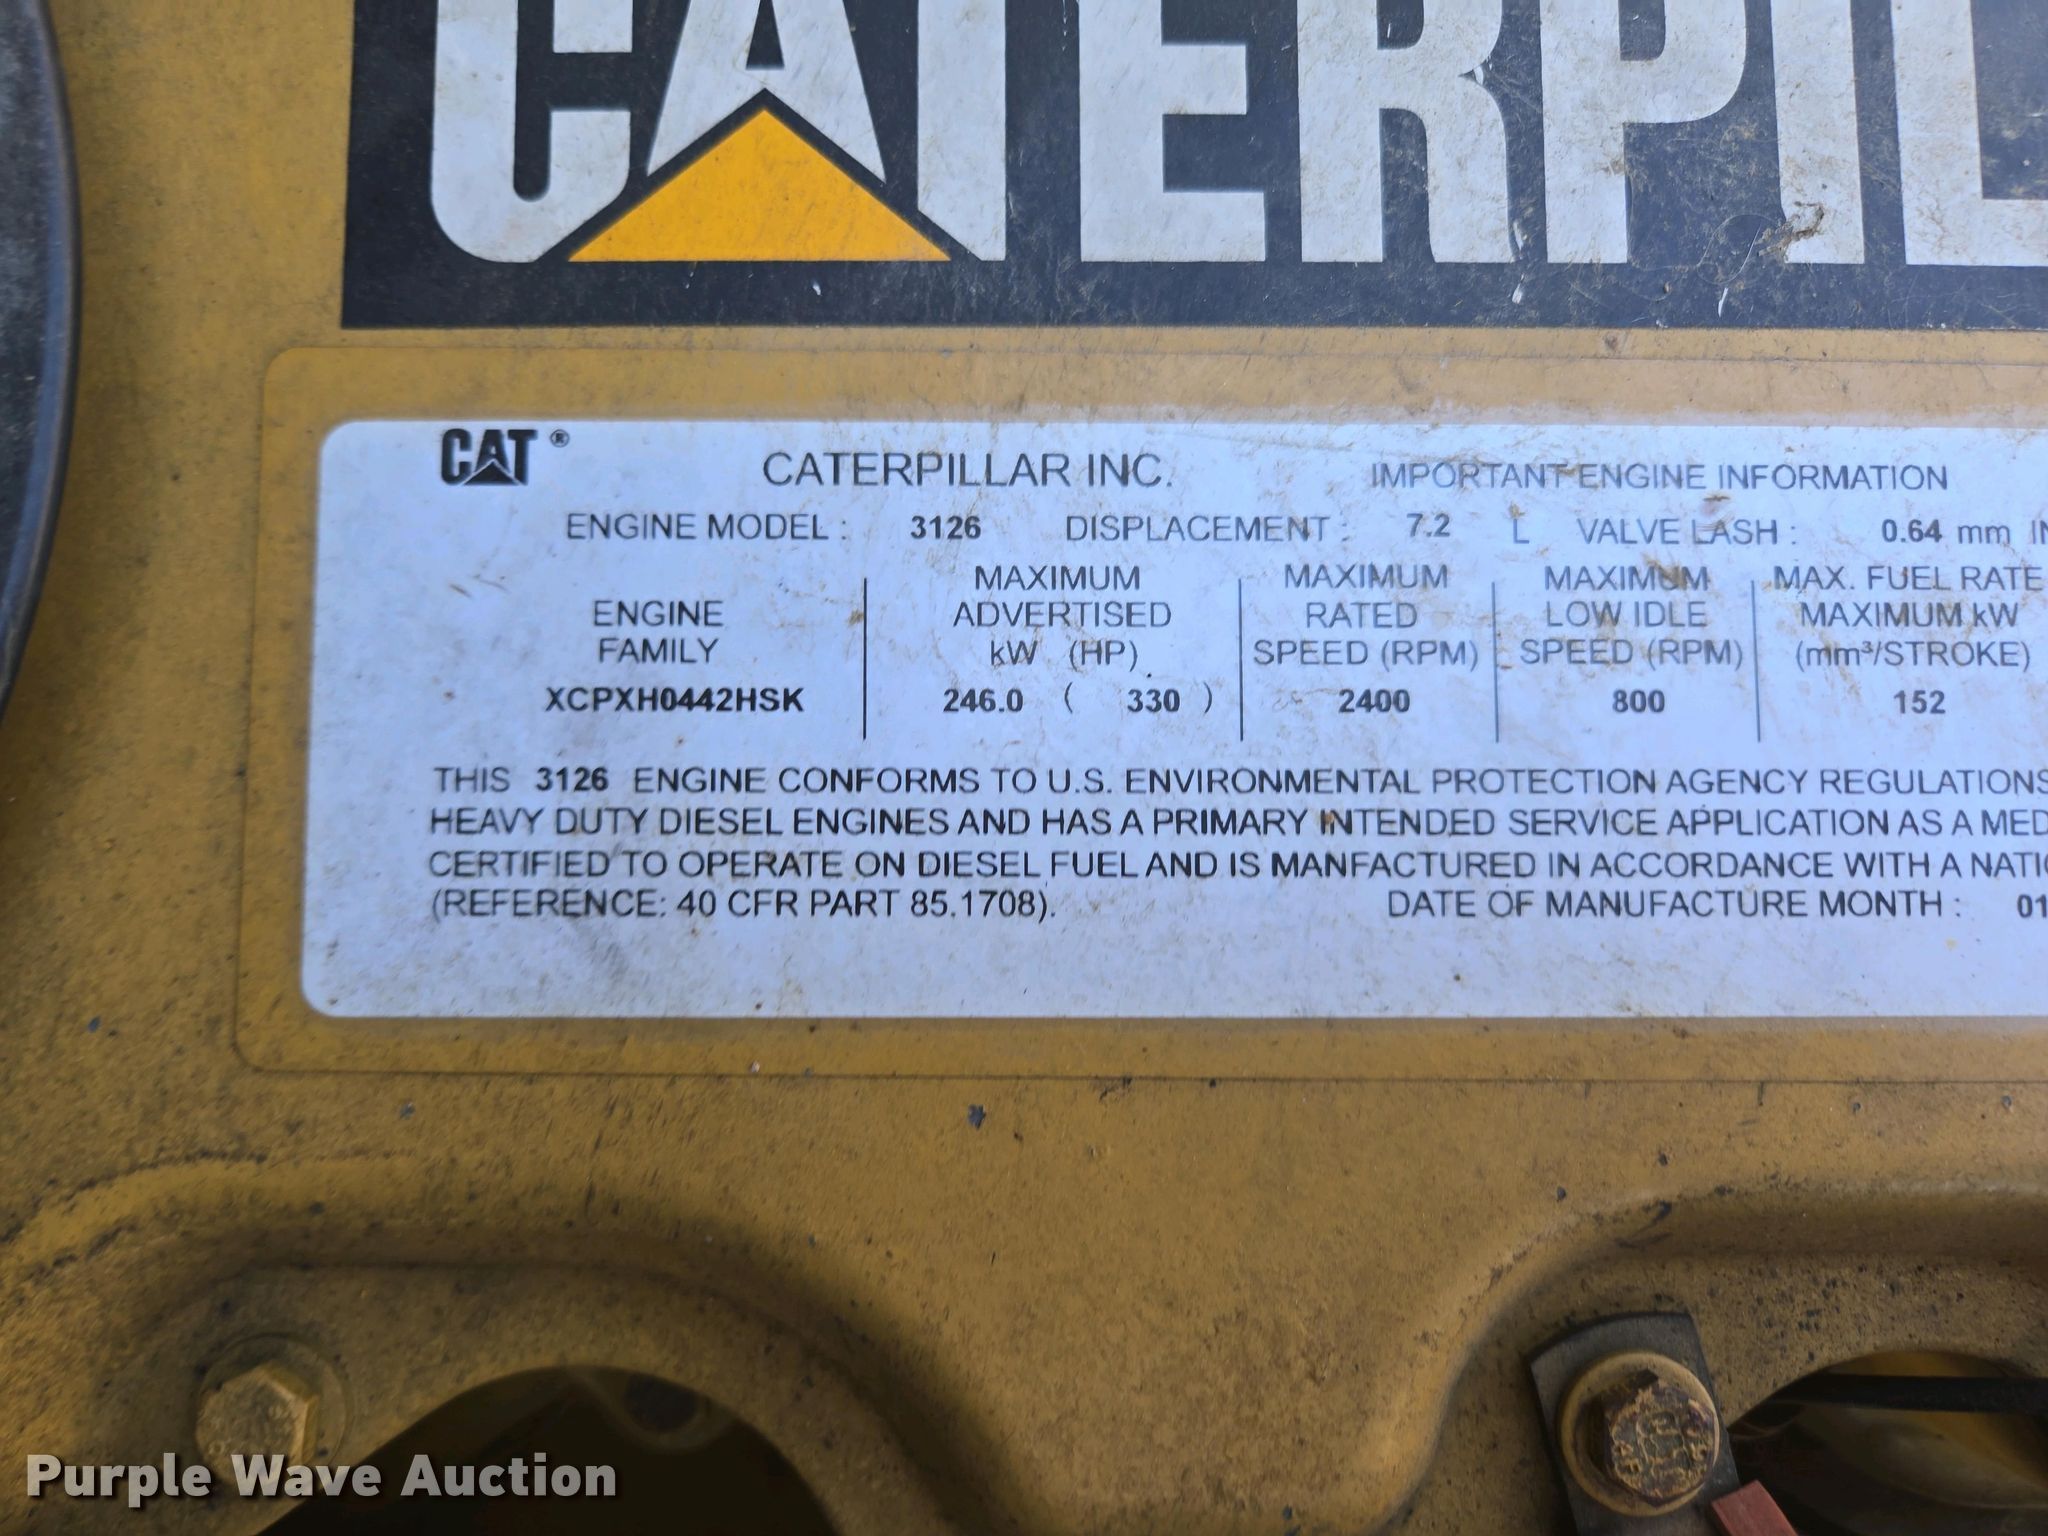 CATERPIL
CAT®
CATERPILLAR INC. IMPORTANT ENGINE INFORMATION
ENGINE MODEL : 3126 DISPLACEMENT : 7.2 L VALVE LASH : 0.64 mm IN
ENGINE FAMILY
XCPXH0442HSK
MAXIMUM ADVERTISED kW (HP)
246.0 ( 330 )
MAXIMUM RATED SPEED (RPM)
2400
MAXIMUM LOW IDLE SPEED (RPM)
800
MAX. FUEL RATE MAXIMUM kW (mm³/STROKE)
152
THIS 3126 ENGINE CONFORMS TO U.S. ENVIRONMENTAL PROTECTION AGENCY REGULATIONS
HEAVY DUTY DIESEL ENGINES AND HAS A PRIMARY INTENDED SERVICE APPLICATION AS A MED
CERTIFIED TO OPERATE ON DIESEL FUEL AND IS MANFACTURED IN ACCORDANCE WITH A NATI
(REFERENCE: 40 CFR PART 85.1708). DATE OF MANUFACTURE MONTH : 01
Purple Wave Auction